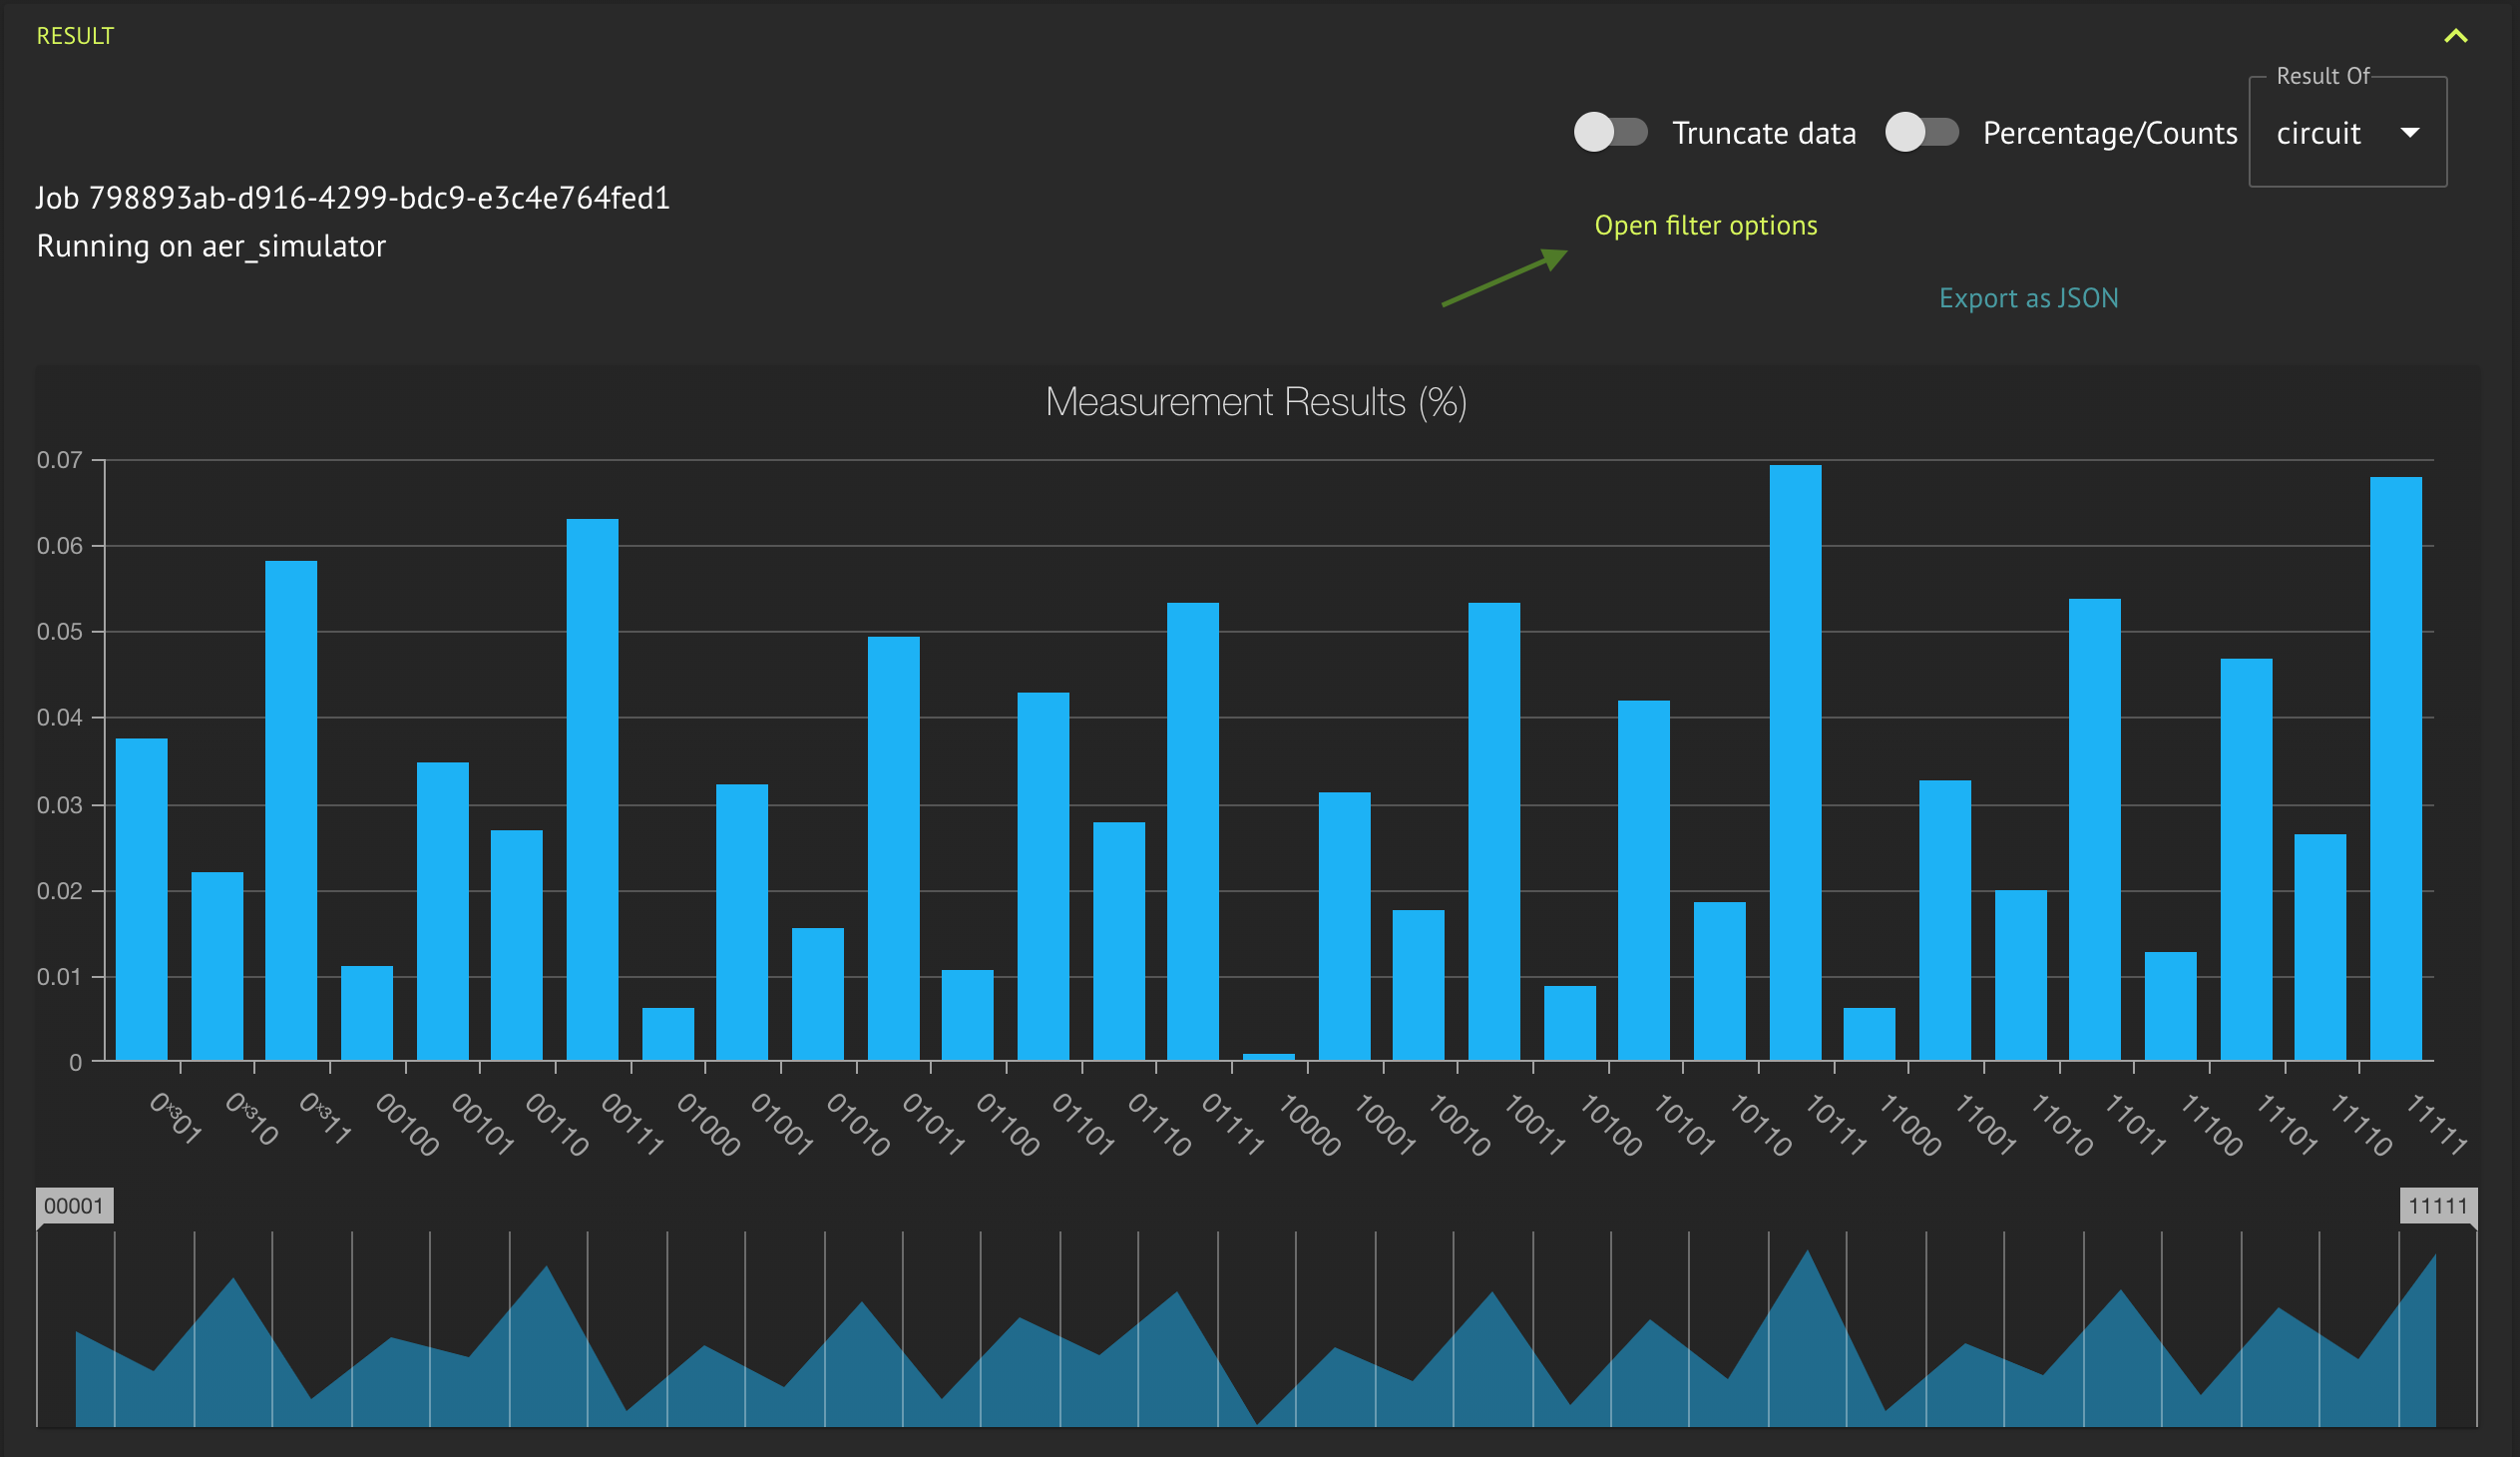 RESULT
Result Of
Truncate data
Percentage/Counts
circuit
Job 798893ab-d916-4299-bdc9-e3c4e764fed1
Open filter options
Running on aer_simulator
Export as JSON
Measurement Results (%)
0.07
0.06
0.05
0.04
0.03
0.02
0.01
0
0ˣ³01
0ˣ³10
0ˣ³11
00100
00101
00110
00111
01000
01001
01010
01011
01100
01101
01110
01111
10000
10001
10010
10011
10100
10101
10110
10111
11000
11001
11010
11011
11100
11101
11110
11111
00001
11111